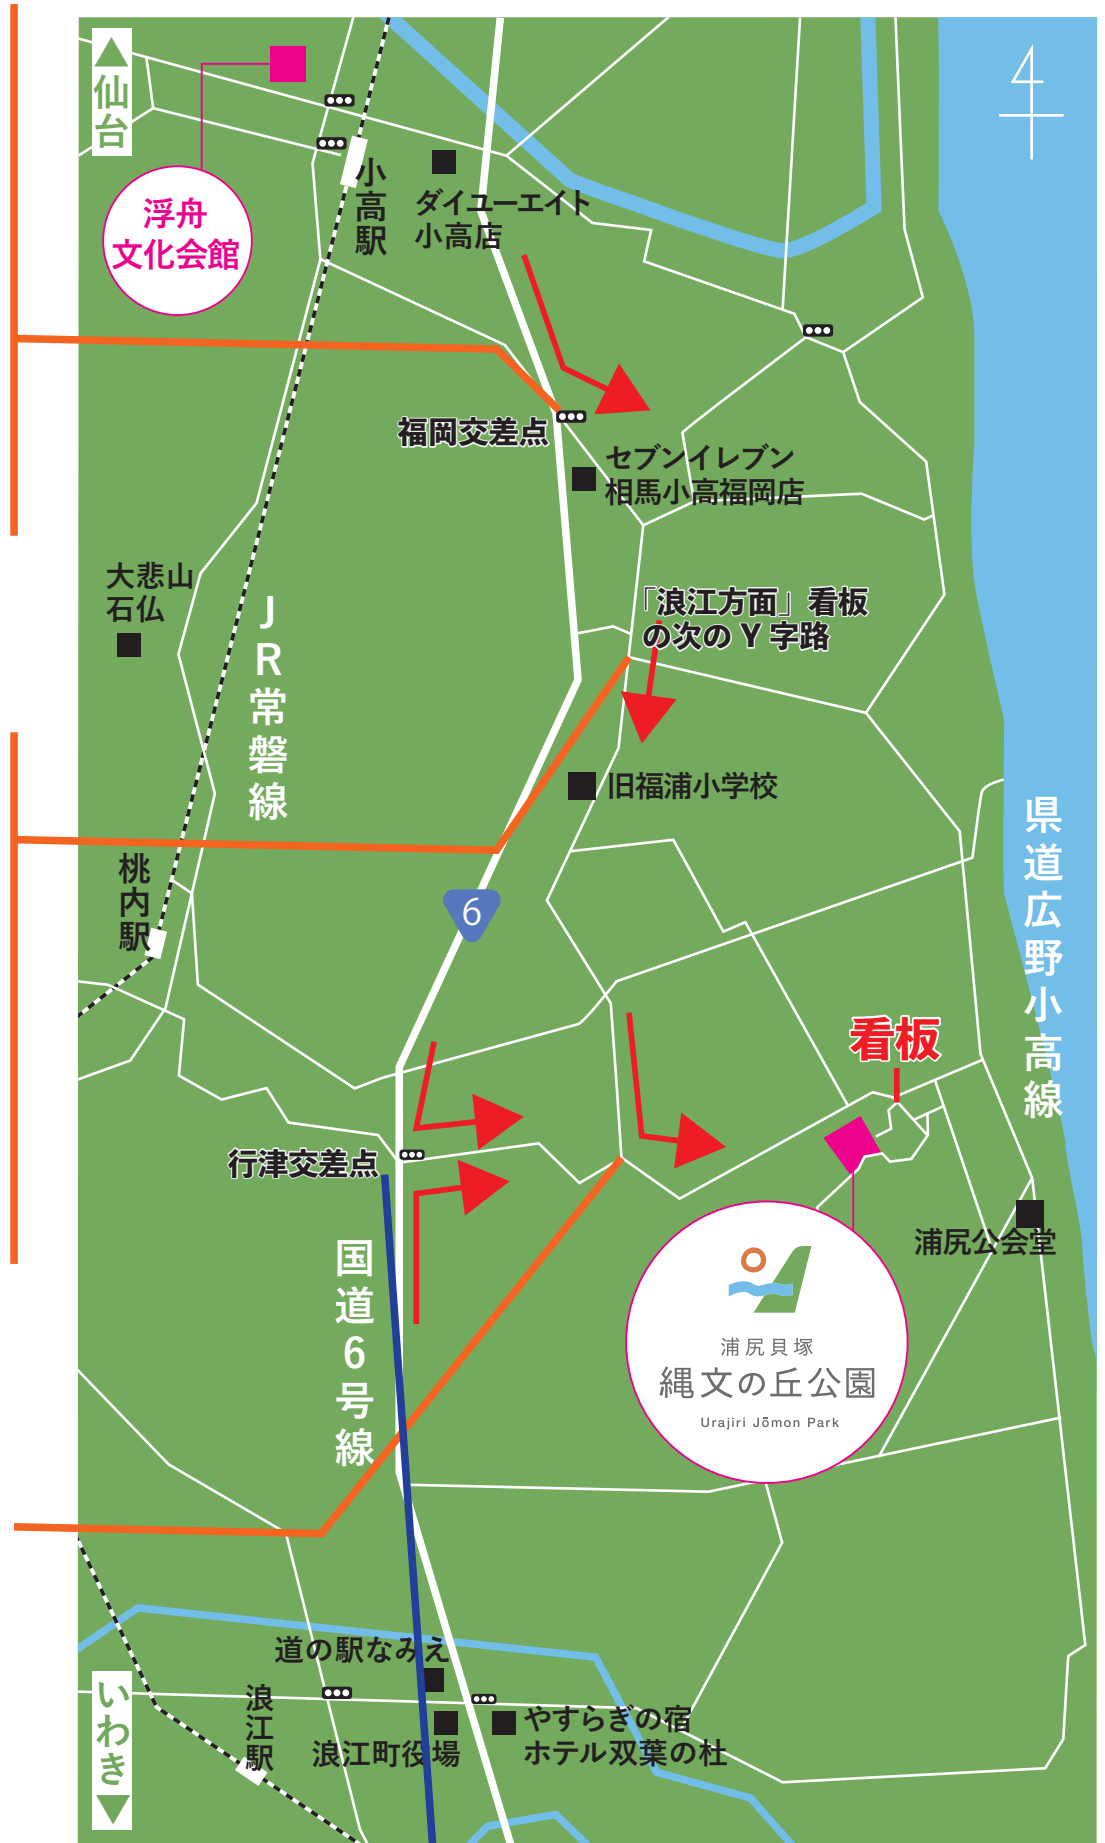 仙台
浮舟
文化会館
小高駅
ダイユーエイト
小高店
福岡交差点
セブンイレブン
相馬小高福岡店
大悲山
石仏
JR常磐線
「浪江方面」看板
の次の Y 字路
旧福浦小学校
県道広野小高線
桃内駅
6
看板
行津交差点
国道6号線
浦尻公会堂
浦尻貝塚
縄文の丘公園
Urajiri Jōmon Park
道の駅なみえ
いわき
浪江駅
浪江町役場
やすらぎの宿
ホテル双葉の杜